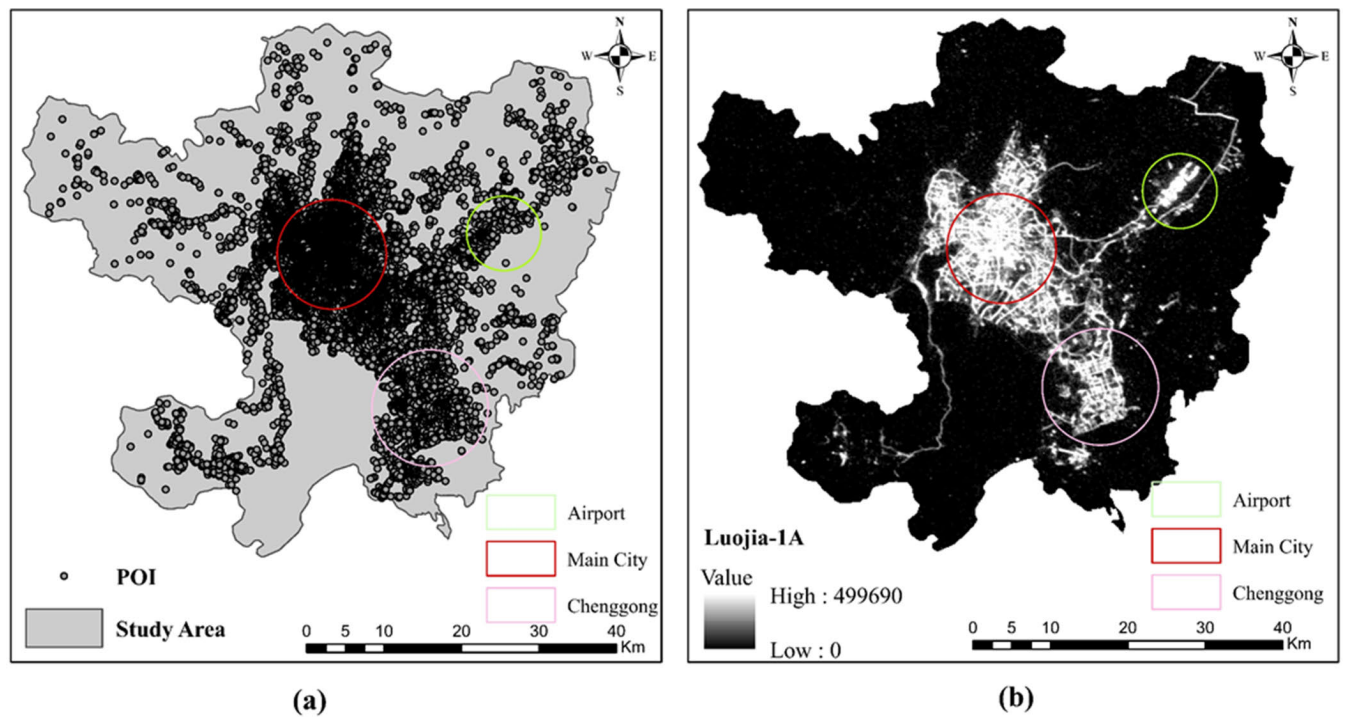 N
W E
S
Airport
Main City
Chenggong
POI
Study Area
0 5 10 20 30 40
Km
(a)
N
W E
S
Luojia-1A
Value
High : 499690
Low : 0
Airport
Main City
Chenggong
0 5 10 20 30 40
Km
(b)